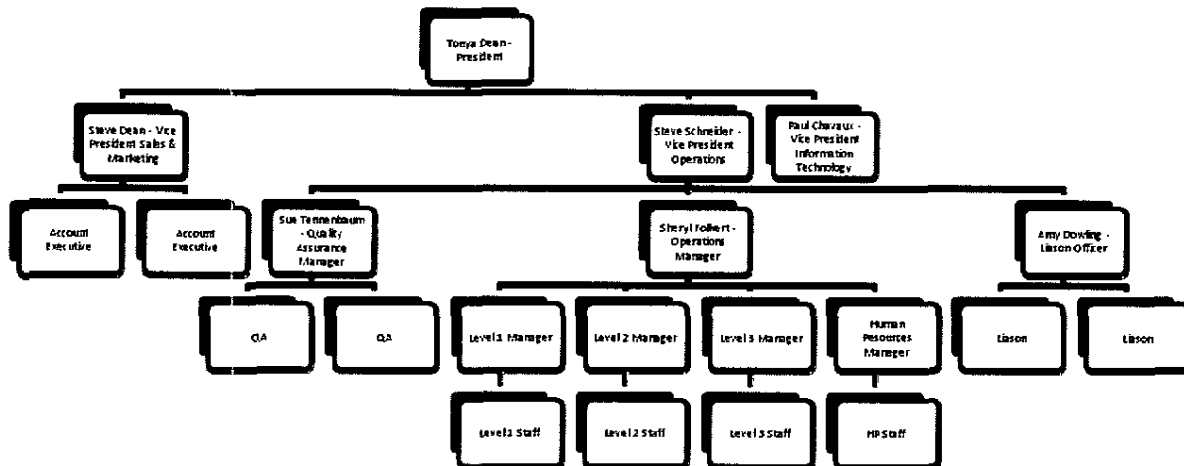 Tonya Dean -
President
Steve Dean - Vice
President Sales &
Marketing
Steve Schneider -
Vice President
Operations
Paul Chavaux -
Vice President
Information
Technology
Account
Executive
Account
Executive
Sue Tennenbaum
- Quality
Assurance
Manager
Sheryl Folkert -
Operations
Manager
Amy Dowling -
Liason Officer
QA
QA
Level 1 Manager
Level 2 Manager
Level 3 Manager
Human
Resources
Manager
Liason
Liason
Level 1 Staff
Level 2 Staff
Level 3 Staff
HR Staff